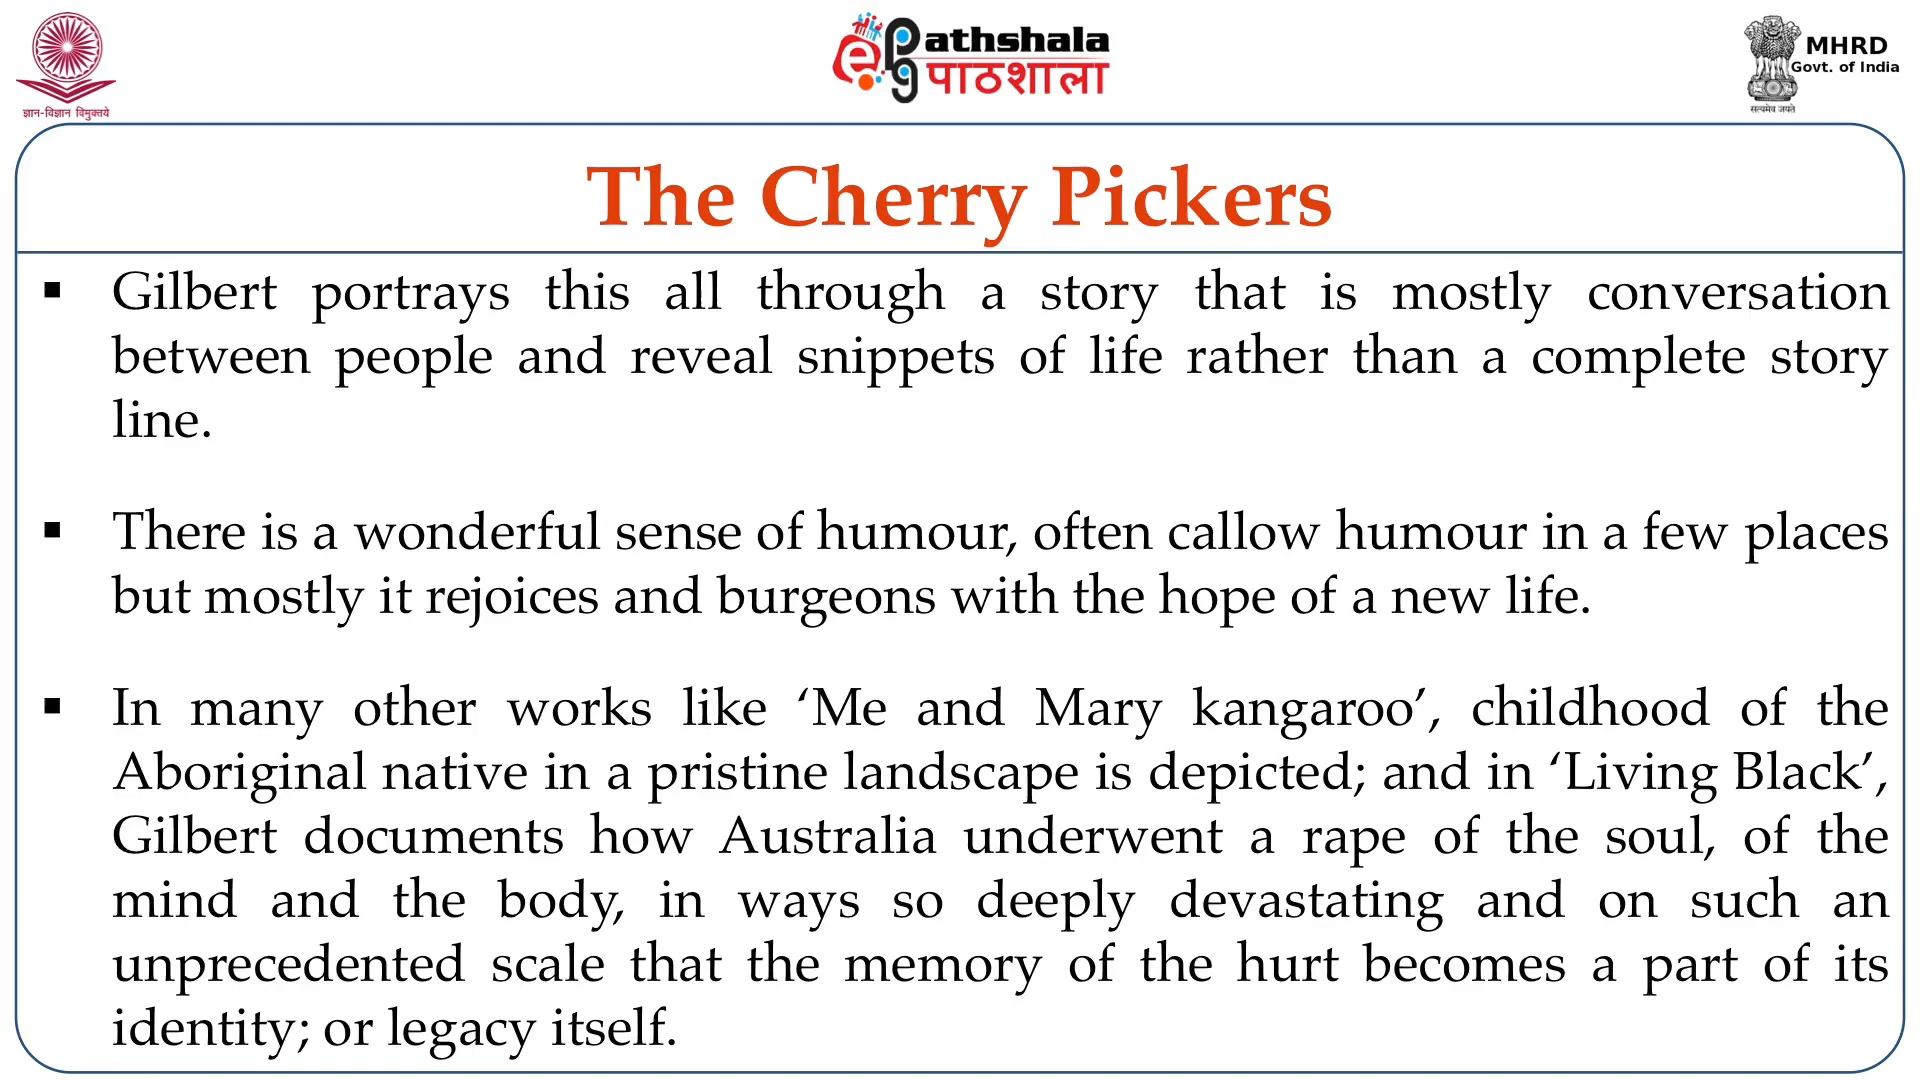 ज्ञान-विज्ञान विमुक्तये
e Pg Pathshala
पाठशाला
MHRD
Govt. of India
सत्यमेव जयते
The Cherry Pickers
▪ Gilbert portrays this all through a story that is mostly conversation
between people and reveal snippets of life rather than a complete story
line.
▪ There is a wonderful sense of humour, often callow humour in a few places
but mostly it rejoices and burgeons with the hope of a new life.
▪ In many other works like ‘Me and Mary kangaroo’, childhood of the
Aboriginal native in a pristine landscape is depicted; and in ‘Living Black’,
Gilbert documents how Australia underwent a rape of the soul, of the
mind and the body, in ways so deeply devastating and on such an
unprecedented scale that the memory of the hurt becomes a part of its
identity; or legacy itself.